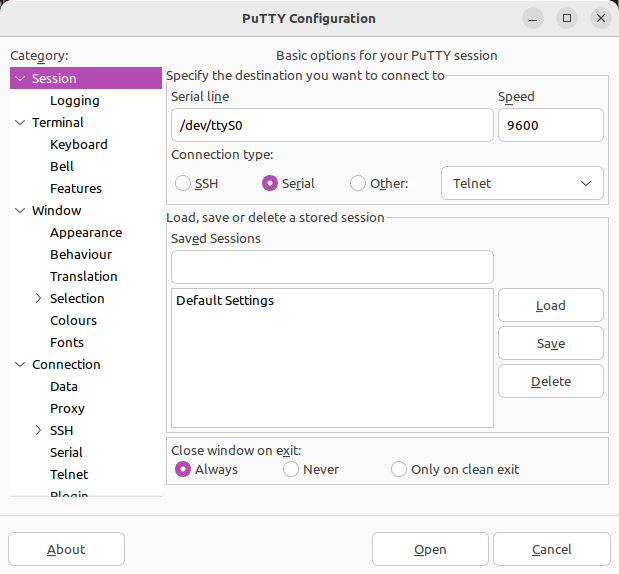 PuTTY Configuration
Category:
Session
Logging
Terminal
Keyboard
Bell
Features
Window
Appearance
Behaviour
Translation
Selection
Colours
Fonts
Connection
Data
Proxy
SSH
Serial
Telnet
Plugin
Basic options for your PuTTY session
Specify the destination you want to connect to
Serial line Speed
/dev/ttyS0 9600
Connection type:
SSH Serial Other: Telnet
Load, save or delete a stored session
Saved Sessions
Default Settings
Load
Save
Delete
Close window on exit:
Always Never Only on clean exit
About Open Cancel